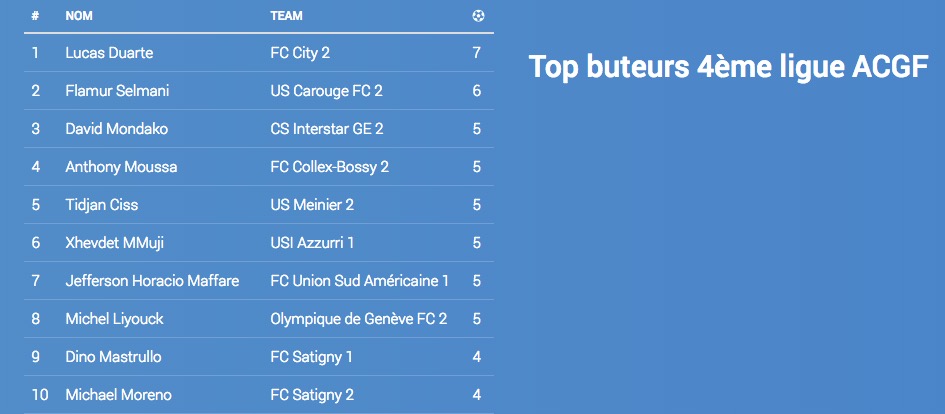 # NOM TEAM
1 Lucas Duarte FC City 2 7
Top buteurs 4ème ligue ACGF
2 Flamur Selmani US Carouge FC 2 6
3 David Mondako CS Interstar GE 2 5
4 Anthony Moussa FC Collex-Bossy 2 5
5 Tidjan Ciss US Meinier 2 5
6 Xhevdet MMuji USI Azzurri 1 5
7 Jefferson Horacio Maffare FC Union Sud Américaine 1 5
8 Michel Liyouck Olympique de Genève FC 2 5
9 Dino Mastrullo FC Satigny 1 4
10 Michael Moreno FC Satigny 2 4